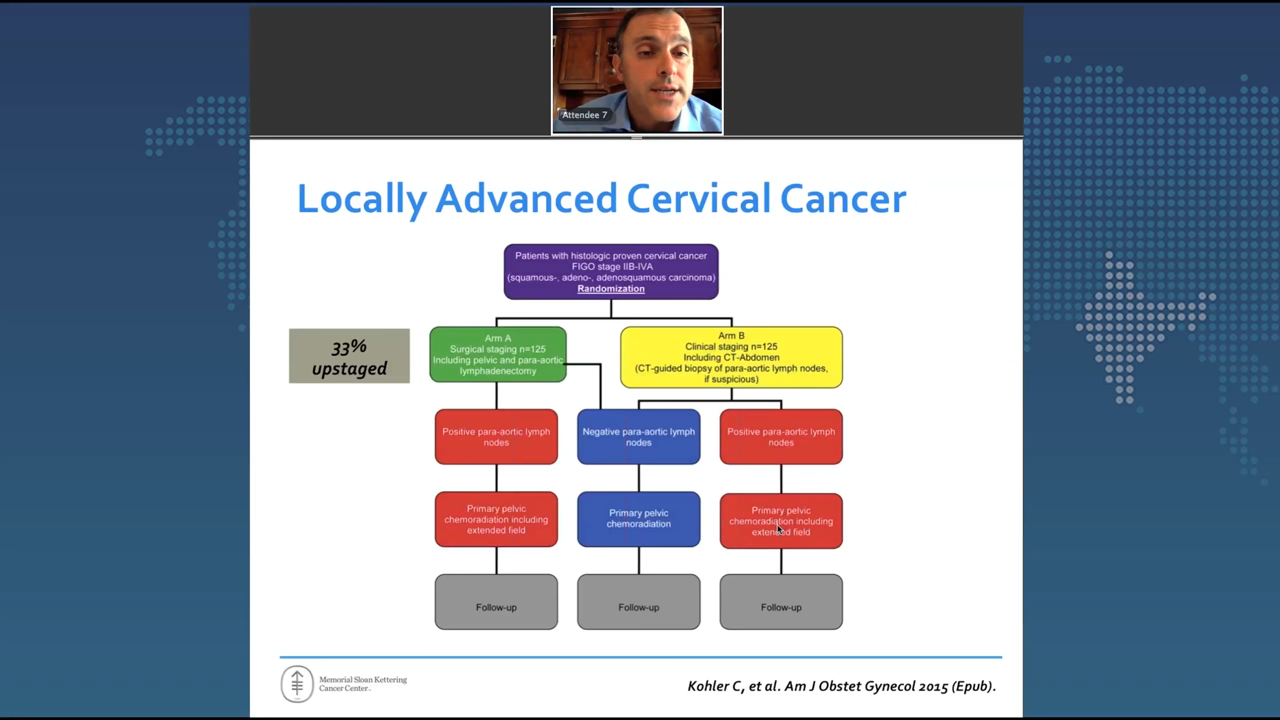 Attendee 7
Locally Advanced Cervical Cancer
Patients with histologic proven cervical cancer
FIGO stage IIB-IVA
(squamous-, adeno-, adenosquamous carcinoma)
Randomization
33%
upstaged
Arm A
Surgical staging n=125
Including pelvic and para-aortic
lymphadenectomy
Arm B
Clinical staging n=125
Including CT-Abdomen
(CT-guided biopsy of para-aortic lymph nodes,
if suspicious)
Positive para-aortic lymph
nodes
Negative para-aortic lymph
nodes
Positive para-aortic lymph
nodes
Primary pelvic
chemoradiation including
extended field
Primary pelvic
chemoradiation
Primary pelvic
chemoradiation including
extended field
Follow-up
Follow-up
Follow-up
Memorial Sloan Kettering
Cancer Center
Kohler C, et al. Am J Obstet Gynecol 2015 (Epub).